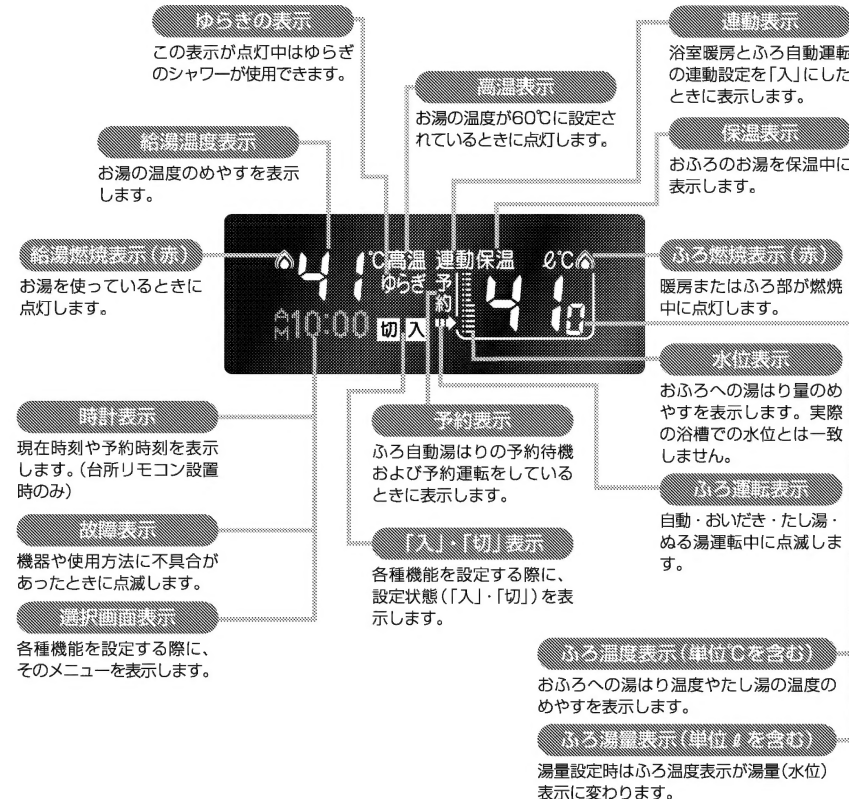 ゆらぎの表示
この表示が点灯中はゆらぎ
のシャワーが使用できます。
連動表示
浴室暖房とふろ自動運転
の連動設定を「入」にした
ときに表示します。
高温表示
お湯の温度が60℃に設定さ
れているときに点灯します。
給湯温度表示
お湯の温度のめやすを表示
します。
保温表示
おふろのお湯を保温中に
表示します。
給湯燃焼表示(赤)
お湯を使っているときに
点灯します。
41℃高温 連動保温 ℓ℃
ゆらぎ 予約 41 10
AM10:00 切 入
ふろ燃焼表示(赤)
暖房またはふろ部が燃焼
中に点灯します。
水位表示
おふろへの湯はり量のめ
やすを表示します。実際
の浴槽での水位とは一致
しません。
時計表示
現在時刻や予約時刻を表示
します。(台所リモコン設置
時のみ)
予約表示
ふろ自動湯はりの予約待機
および予約運転をしている
ときに表示します。
ふろ運転表示
自動・おいだき・たし湯・
ぬる湯運転中に点滅しま
す。
故障表示
機器や使用方法に不具合が
あったときに点滅します。
「入」・「切」表示
各種機能を設定する際に、
設定状態(「入」・「切」)を表
示します。
選択画面表示
各種機能を設定する際に、
そのメニューを表示します。
ふろ温度表示(単位℃を含む)
おふろへの湯はり温度やたし湯の温度の
めやすを表示します。
ふろ湯量表示(単位ℓを含む)
湯量設定時はふろ温度表示が湯量(水位)
表示に変わります。